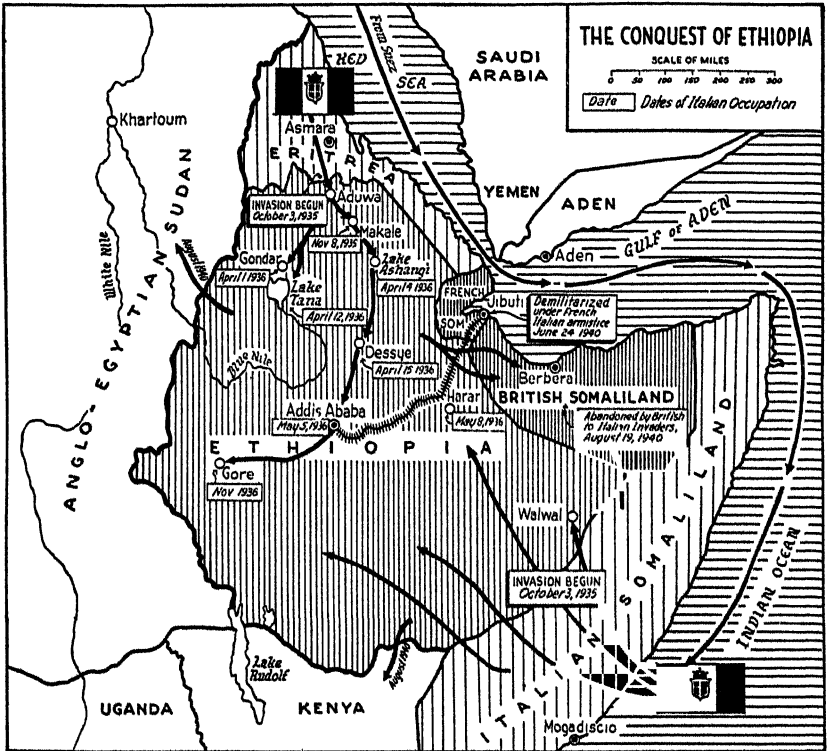 THE CONQUEST OF ETHIOPIA
SCALE OF MILES
0 50 100 150 200 250 300
Date Dates of Italian Occupation
From Suez
RED
SEA
SAUDI
ARABIA
Khartoum
Asmara
ERITREA
YEMEN
ADEN
Aden
GULF OF ADEN
INVASION BEGUN
October 3, 1935
Aduwa
Makale
Nov 8, 1935
Gondar
April 1 1936
Lake
Tana
Lake
Ashangi
April 4 1936
April 12, 1936
August 1940
White Nile
Blue Nile
ANGLO-EGYPTIAN SUDAN
FRENCH
SOM.
Jibuti
Demilitarized
under French
Italian armistice
June 24 1940
Dessye
April 15 1936
Berbera
BRITISH SOMALILAND
Abandoned by British
to Italian Invaders,
August 19, 1940
Harar
May 8, 1936
Addis Ababa
May 5, 1936
ETHIOPIA
Gore
Nov 1936
Walwal
INVASION BEGUN
October 3, 1935
ITALIAN SOMALILAND
INDIAN OCEAN
August 1940
Lake
Rudolf
UGANDA
KENYA
Mogadiscio